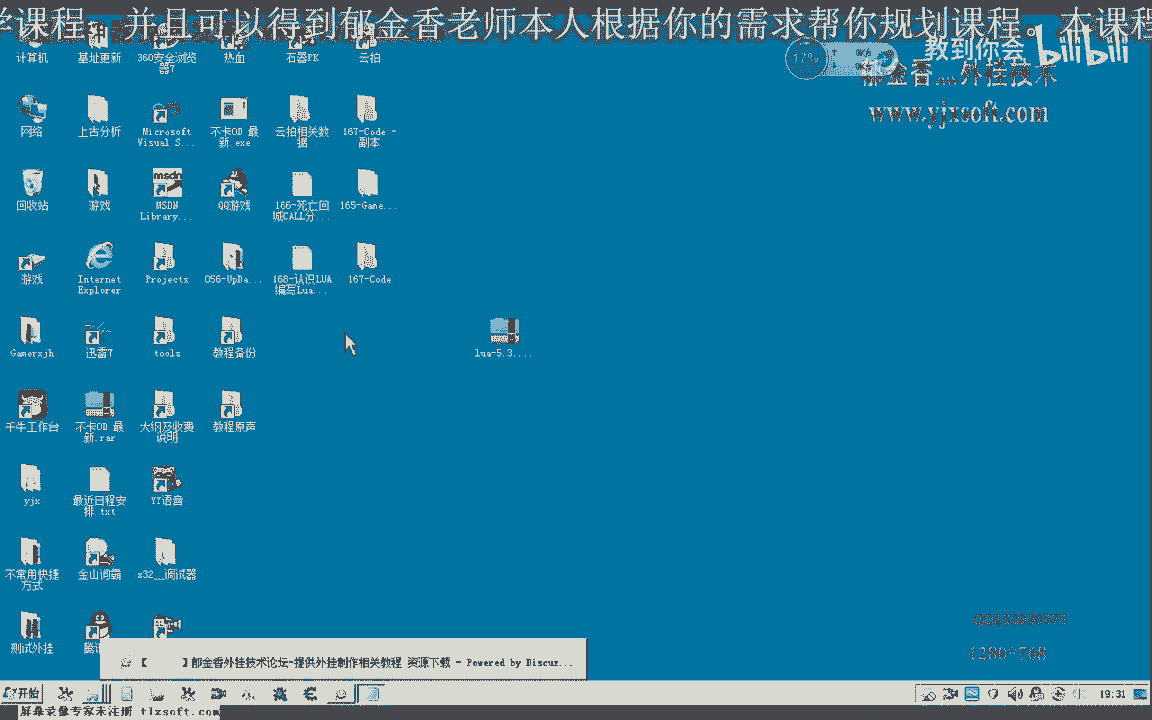 学课程, 并且可以得到郁金香老师本人根据你的需求帮你规划课程。本课程
教到你会 bilibili
郁金香灬外挂技术
www.yjxsoft.com
计算机 基址更新 360安全浏览器7 热血 石器PK 云拍
网络 上古分析 Microsoft Visual S... 不卡OD 最新.exe 云拍相关数据 167-Code - 副本
回收站 游戏 MSDN Library... QQ游戏 166-死亡回城CALL分... 165-Game...
游戏 Internet Explorer Projects 056-UpDa... 168-认识LUA编写Lua... 167-Code
Gamerxjh 迅雷7 tools 教程备份 lua-5.3....
千牛工作台 不卡OD 最新.rar 大纲及收费说明 教程原声
yjx 最近日程安排.txt YY语音
不常用快捷方式 金山词霸 x32__调试器
测试外挂
【 】郁金香外挂技术论坛-提供外挂制作相关教程 资源下载 - Powered by Discuz...
1280*768
开始 19:31
屏幕录像专家未注册 tlxsoft.com